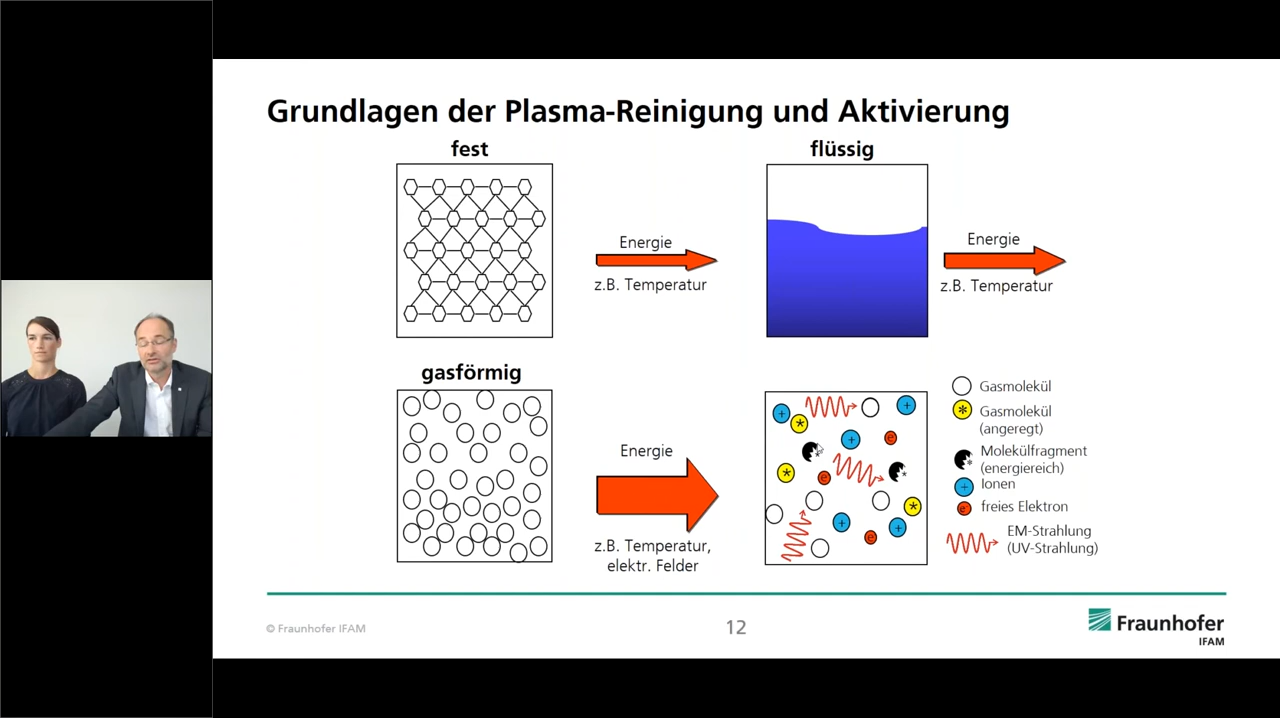 Grundlagen der Plasma-Reinigung und Aktivierung
fest
flüssig
Energie
z.B. Temperatur
Energie
z.B. Temperatur
gasförmig
Energie
z.B. Temperatur,
elektr. Felder
+
*
+
+
e⁻
*
*
e⁻
*
*
+
+
e⁻
Gasmolekül
* Gasmolekül
(angeregt)
* Molekülfragment
(energiereich)
+ Ionen
e⁻ freies Elektron
EM-Strahlung
(UV-Strahlung)
© Fraunhofer IFAM
12
Fraunhofer
IFAM